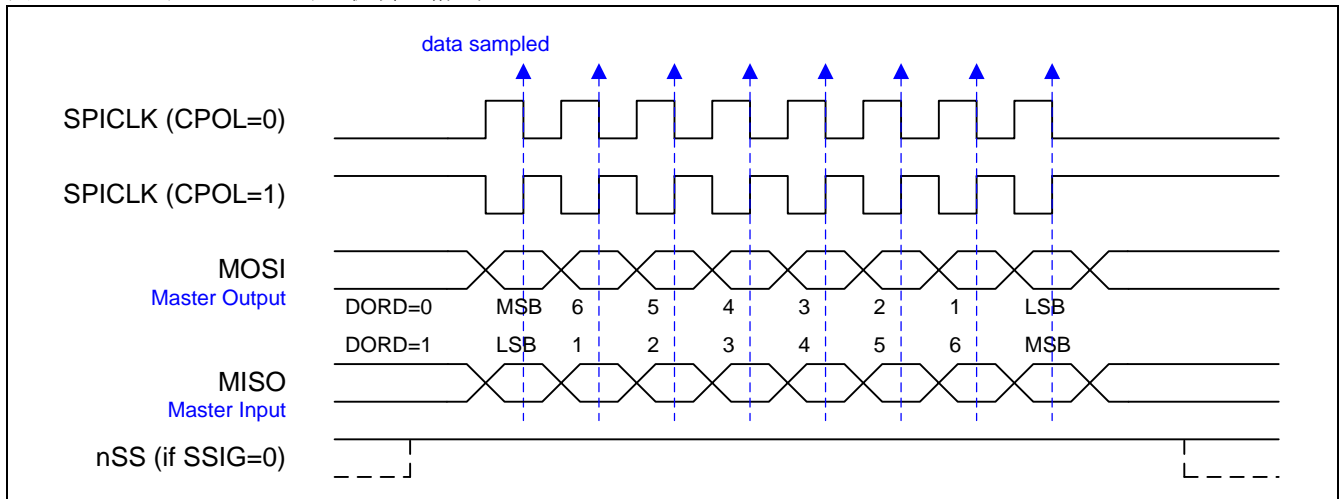 data sampled
SPICLK (CPOL=0)
SPICLK (CPOL=1)
MOSI
Master Output
DORD=0 MSB 6 5 4 3 2 1 LSB
DORD=1 LSB 1 2 3 4 5 6 MSB
MISO
Master Input
nSS (if SSIG=0)